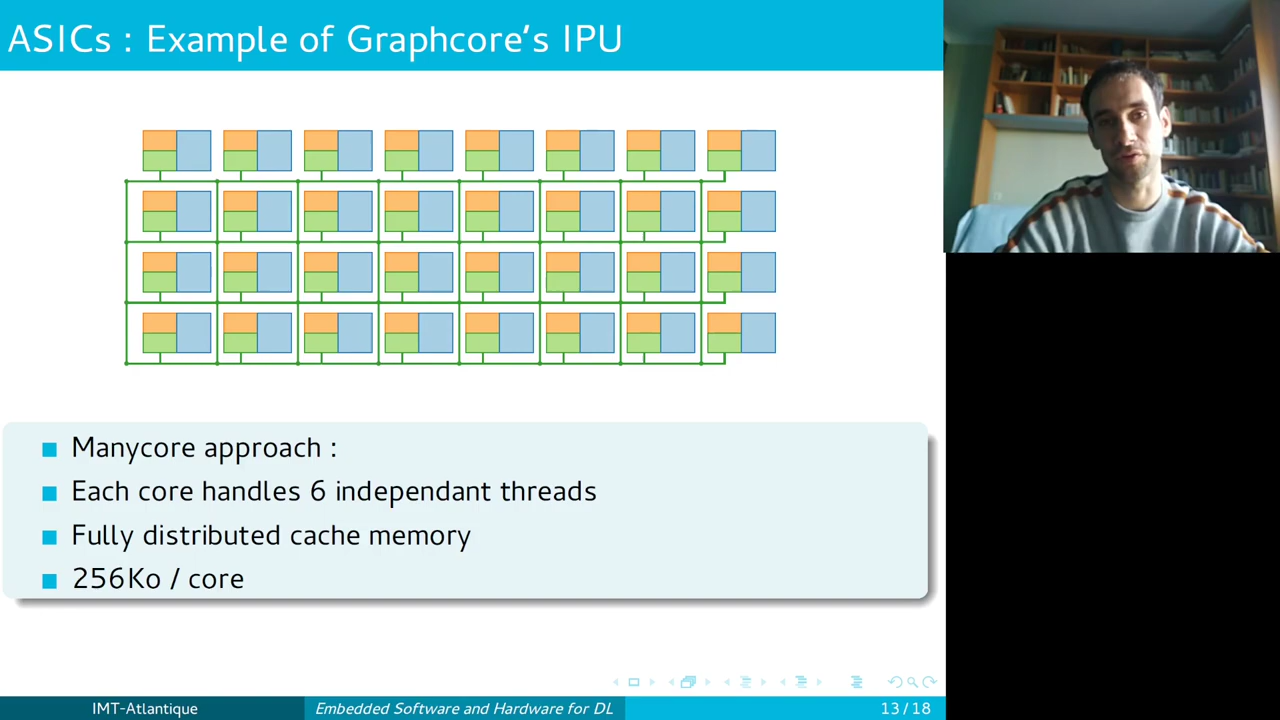 ASICs : Example of Graphcore's IPU
Manycore approach :
Each core handles 6 independant threads
Fully distributed cache memory
256Ko / core
IMT-Atlantique
Embedded Software and Hardware for DL
13 / 18